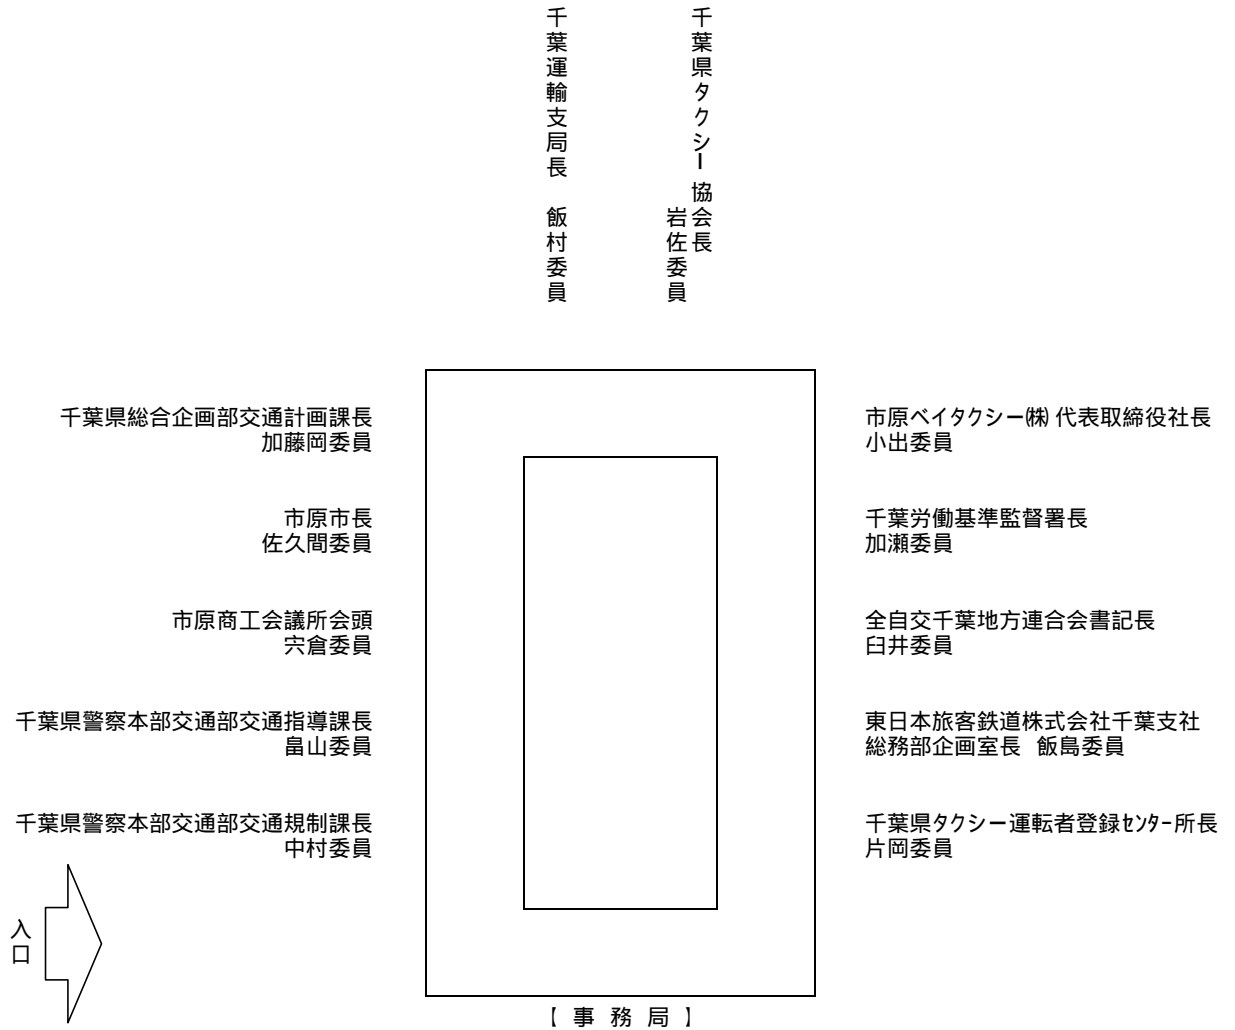 千葉県タクシー協会長
岩佐委員
千葉運輸支局長　飯村委員
千葉県総合企画部交通計画課長
加藤岡委員
市原市長
佐久間委員
市原商工会議所会頭
宍倉委員
千葉県警察本部交通部交通指導課長
畠山委員
千葉県警察本部交通部交通規制課長
中村委員
市原ベイタクシー㈱ 代表取締役社長
小出委員
千葉労働基準監督署長
加瀬委員
全自交千葉地方連合会書記長
臼井委員
東日本旅客鉄道株式会社千葉支社
総務部企画室長　飯島委員
千葉県タクシー運転者登録ｾﾝﾀｰ所長
片岡委員
入口
【 事 務 局 】